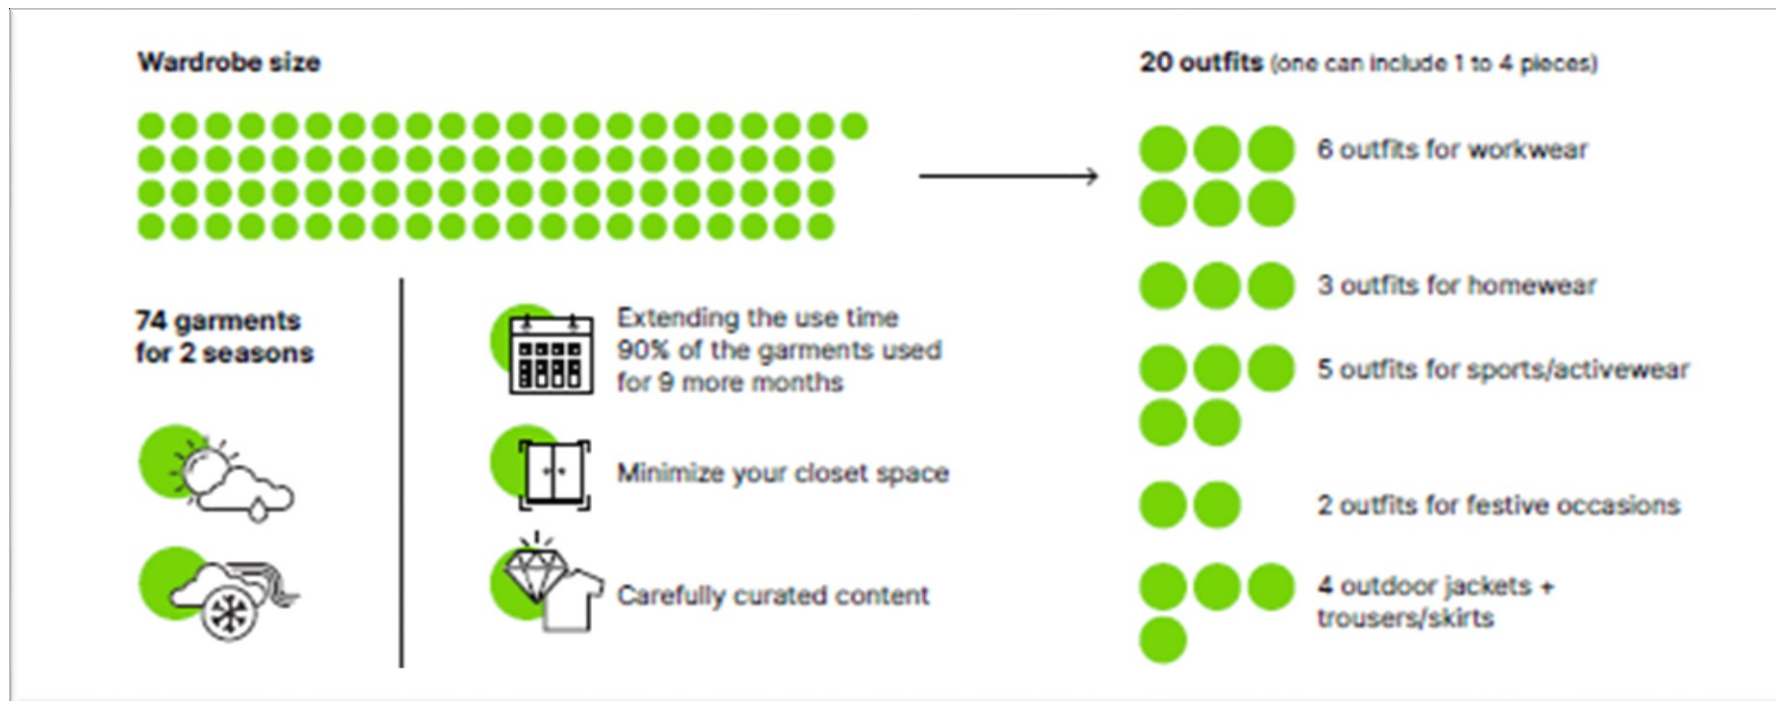 Wardrobe size
74 garments
for 2 seasons
Extending the use time
90% of the garments used
for 9 more months
Minimize your closet space
Carefully curated content
20 outfits (one can include 1 to 4 pieces)
6 outfits for workwear
3 outfits for homewear
5 outfits for sports/activewear
2 outfits for festive occasions
4 outdoor jackets +
trousers/skirts